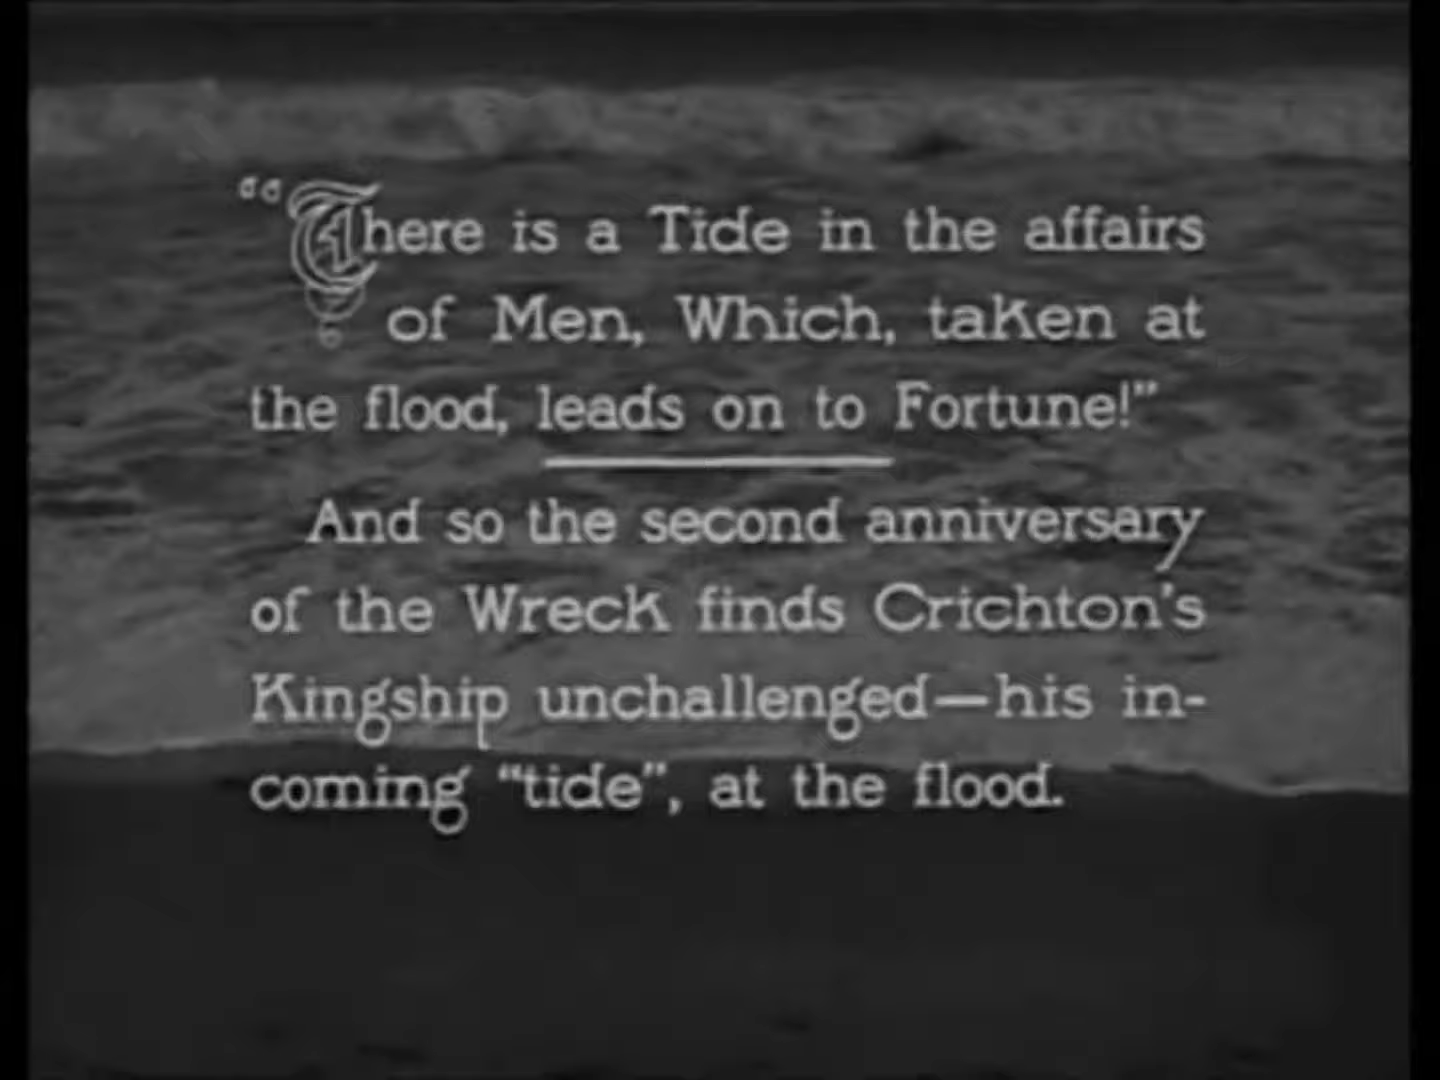 “There is a Tide in the affairs
of Men, Which, taken at
the flood, leads on to Fortune!”
And so the second anniversary
of the Wreck finds Crichton's
Kingship unchallenged—his in-
coming “tide”, at the flood.